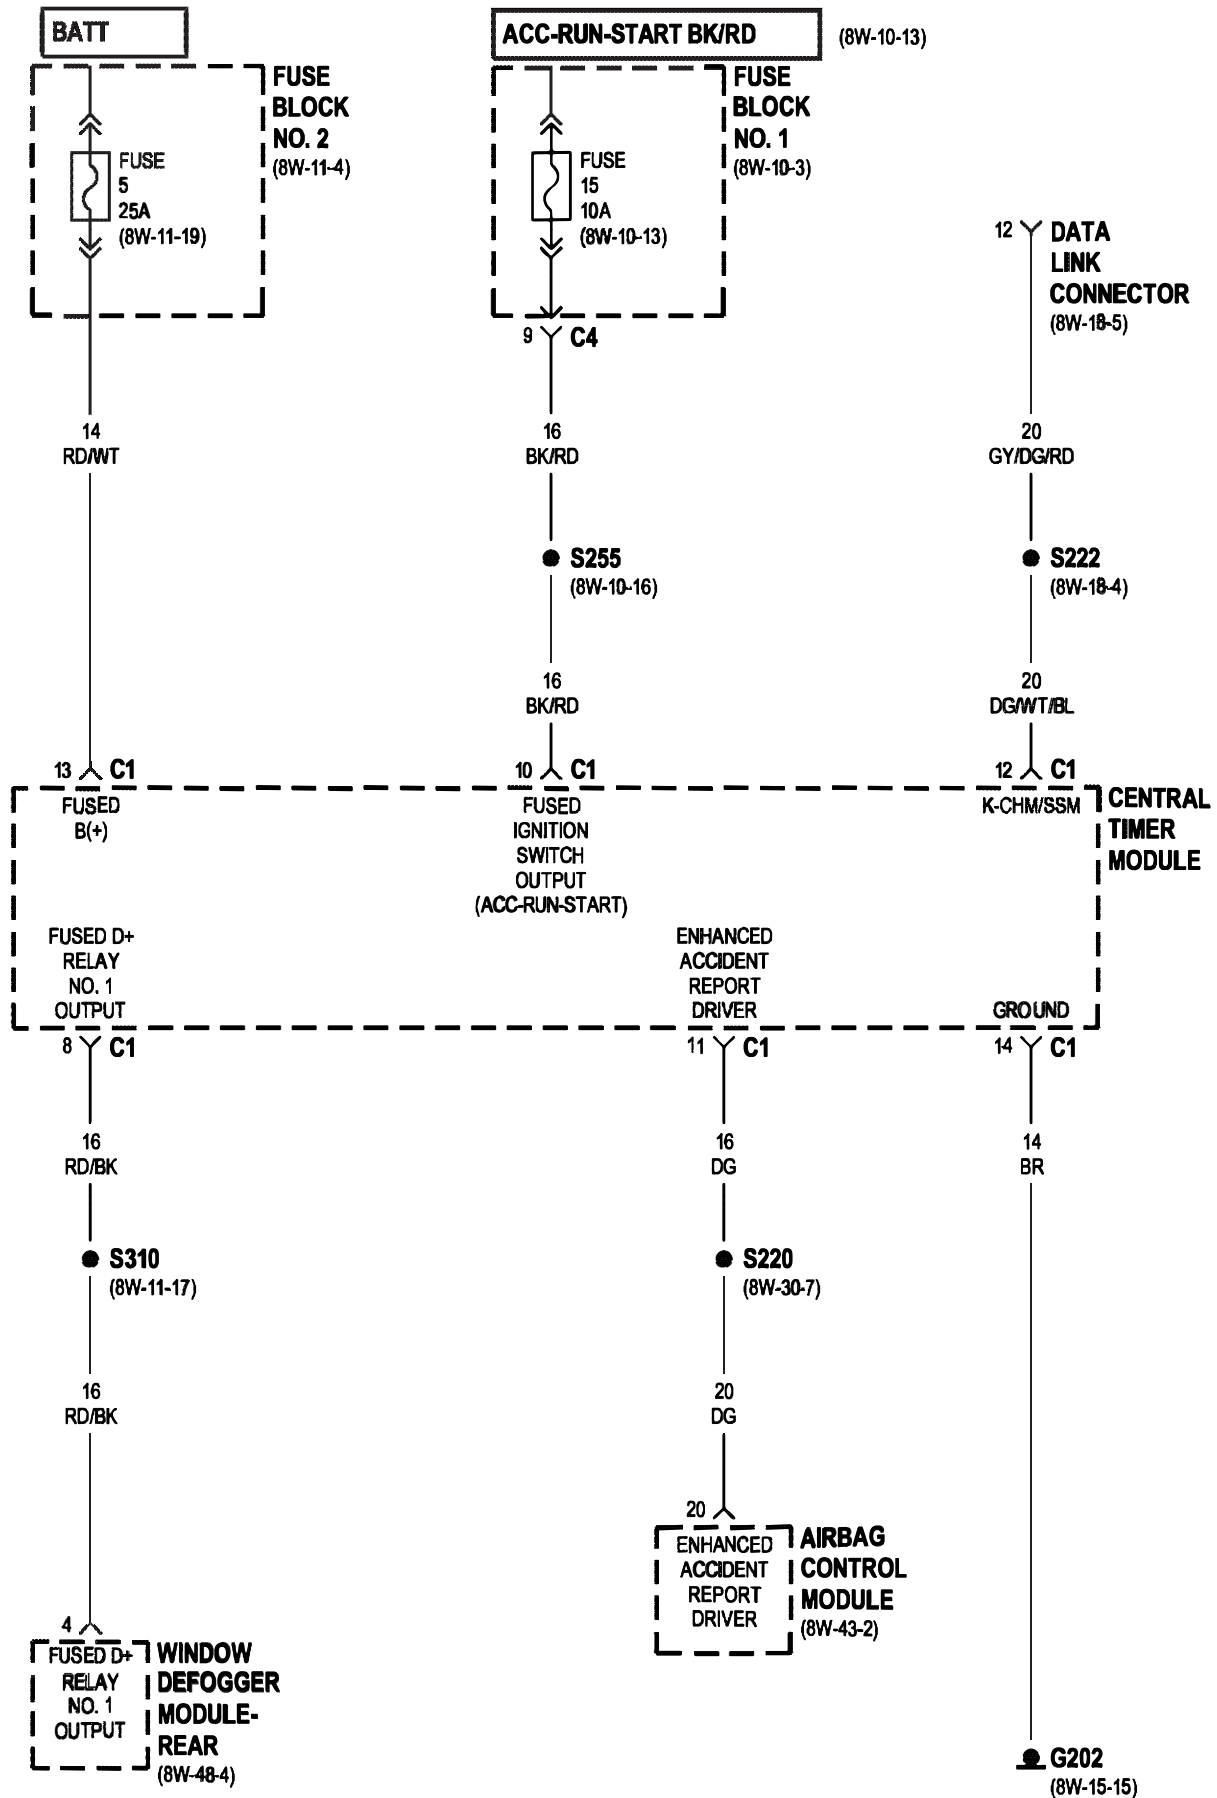 BATT
ACC-RUN-START BK/RD
(8W-10-13)
FUSE
BLOCK
NO. 2
(8W-11-4)
FUSE
5
25A
(8W-11-19)
FUSE
BLOCK
NO. 1
(8W-10-3)
FUSE
15
10A
(8W-10-13)
12
DATA
LINK
CONNECTOR
(8W-18-5)
9
C4
14
RD/WT
16
BK/RD
20
GY/DG/RD
S255
(8W-10-16)
S222
(8W-18-4)
16
BK/RD
20
DG/WT/BL
13
C1
10
C1
12
C1
FUSED
B(+)
FUSED
IGNITION
SWITCH
OUTPUT
(ACC-RUN-START)
K-CHM/SSM
CENTRAL
TIMER
MODULE
FUSED D+
RELAY
NO. 1
OUTPUT
ENHANCED
ACCIDENT
REPORT
DRIVER
GROUND
8
C1
11
C1
14
C1
16
RD/BK
16
DG
14
BR
S310
(8W-11-17)
S220
(8W-30-7)
16
RD/BK
20
DG
20
ENHANCED
ACCIDENT
REPORT
DRIVER
AIRBAG
CONTROL
MODULE
(8W-43-2)
4
FUSED D+
RELAY
NO. 1
OUTPUT
WINDOW
DEFOGGER
MODULE-
REAR
(8W-48-4)
G202
(8W-15-15)